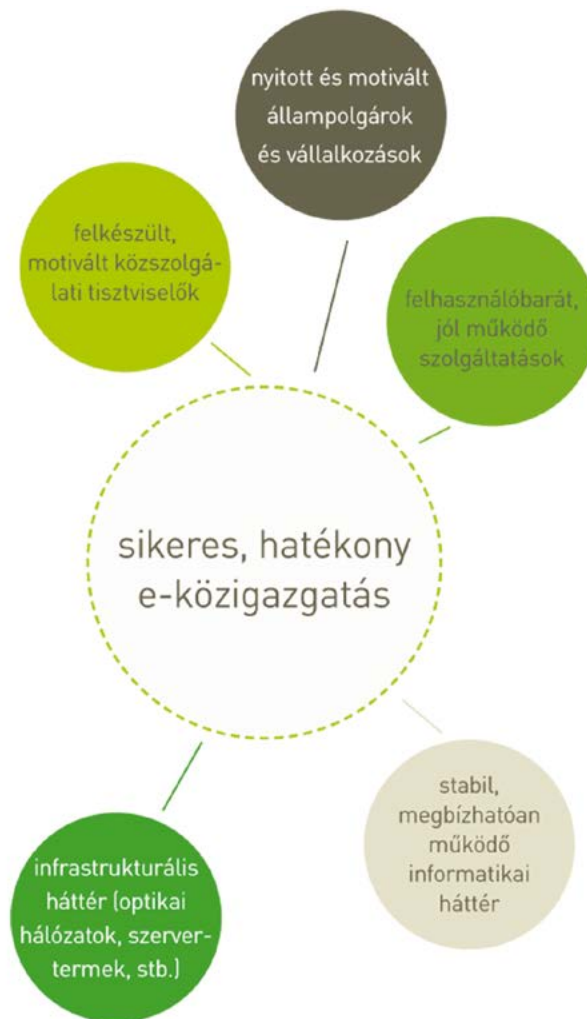 nyitott és motivált
állampolgárok
és vállalkozások
felkészült,
motivált közszolgá-
lati tisztviselők
felhasználóbarát,
jól működő
szolgáltatások
sikeres, hatékony
e-közigazgatás
stabil,
megbízhatóan
működő
informatikai
háttér
infrastrukturális
háttér (optikai
hálózatok, szerver-
termek, stb.)